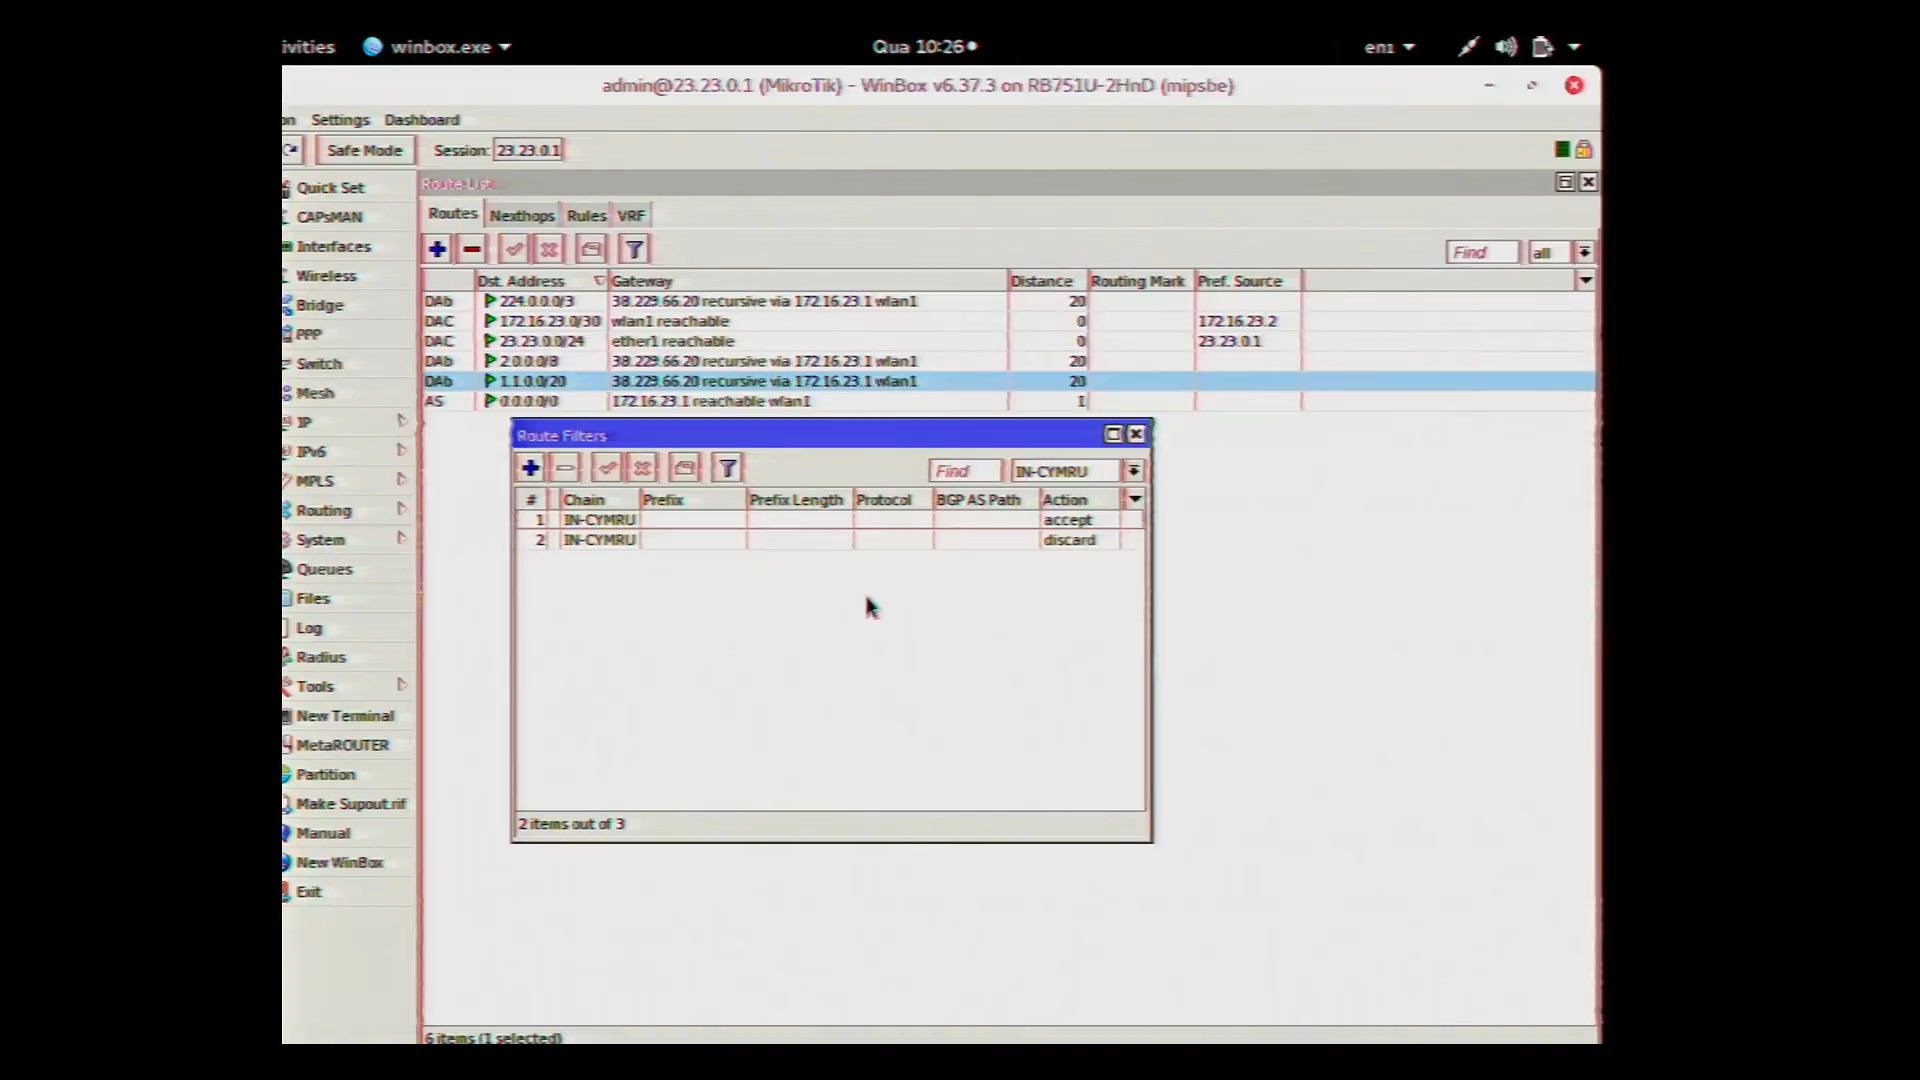 ivities winbox.exe Qua 10:26 en1
admin@23.23.0.1 (MikroTik) - WinBox v6.37.3 on RB751U-2HnD (mipsbe)
on Settings Dashboard
Safe Mode Session: 23.23.0.1
Quick Set
CAPsMAN
Interfaces
Wireless
Bridge
PPP
Switch
Mesh
IP
IPv6
MPLS
Routing
System
Queues
Files
Log
Radius
Tools
New Terminal
MetaROUTER
Partition
Make Supout.rif
Manual
New WinBox
Exit
Route List
Routes Nexthops Rules VRF
Find all
Dst. Address Gateway Distance Routing Mark Pref. Source
DAb 224.0.0.0/3 38.229.66.20 recursive via 172.16.23.1 wlan1 20
DAC 172.16.23.0/30 wlan1 reachable 0 172.16.23.2
DAC 23.23.0.0/24 ether1 reachable 0 23.23.0.1
DAb 2.0.0.0/8 38.229.66.20 recursive via 172.16.23.1 wlan1 20
DAb 1.1.0.0/20 38.229.66.20 recursive via 172.16.23.1 wlan1 20
AS 0.0.0.0/0 172.16.23.1 reachable wlan1 1
Route Filters
Find IN-CYMRU
# Chain Prefix Prefix Length Protocol BGP AS Path Action
1 IN-CYMRU accept
2 IN-CYMRU discard
2 items out of 3
6 items (1 selected)